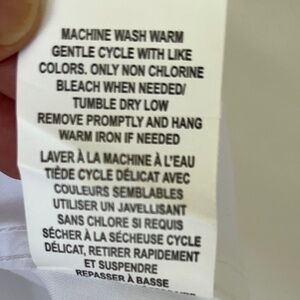 MACHINE WASH WARM
GENTLE CYCLE WITH LIKE
COLORS. ONLY NON CHLORINE
BLEACH WHEN NEEDED/
TUMBLE DRY LOW
REMOVE PROMPTLY AND HANG
WARM IRON IF NEEDED
LAVER À LA MACHINE À L'EAU
TIÈDE CYCLE DÉLICAT AVEC
COULEURS SEMBLABLES
UTILISER UN JAVELLISANT
SANS CHLORE SI REQUIS
SÉCHER À LA SÉCHEUSE CYCLE
DÉLICAT, RETIRER RAPIDEMENT
ET SUSPENDRE
REPASSER À BASSE